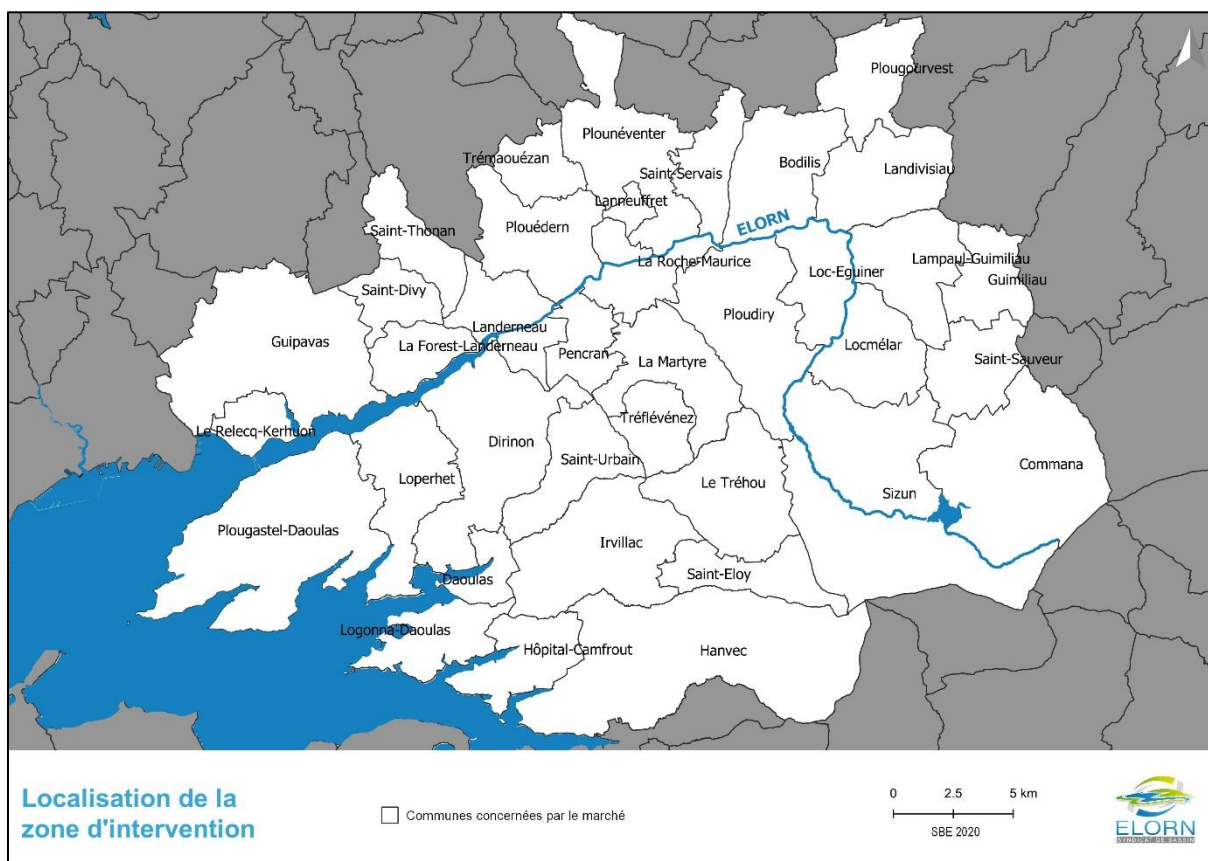 Plougourvest
Plounéventer
Trémaouézan
Saint-Servais
Bodilis
Landivisiau
Lanneuffret
Saint-Thonan
Plouédern
ELORN
La Roche-Maurice
Loc-Eguiner
Lampaul-Guimiliau
Guimiliau
Saint-Divy
Ploudiry
Landerneau
Guipavas
La Forest-Landerneau
Pencran
La Martyre
Locmélar
Saint-Sauveur
Tréflévénez
Le Relecq-Kerhuon
Dirinon
Saint-Urbain
Commana
Loperhet
Le Tréhou
Sizun
Plougastel-Daoulas
Irvillac
Saint-Eloy
Daoulas
Logonna-Daoulas
Hôpital-Camfrout
Hanvec
Localisation de la
zone d'intervention
Communes concernées par le marché
0 2.5 5 km
SBE 2020
ELORN
SYNDICAT DE BASSIN